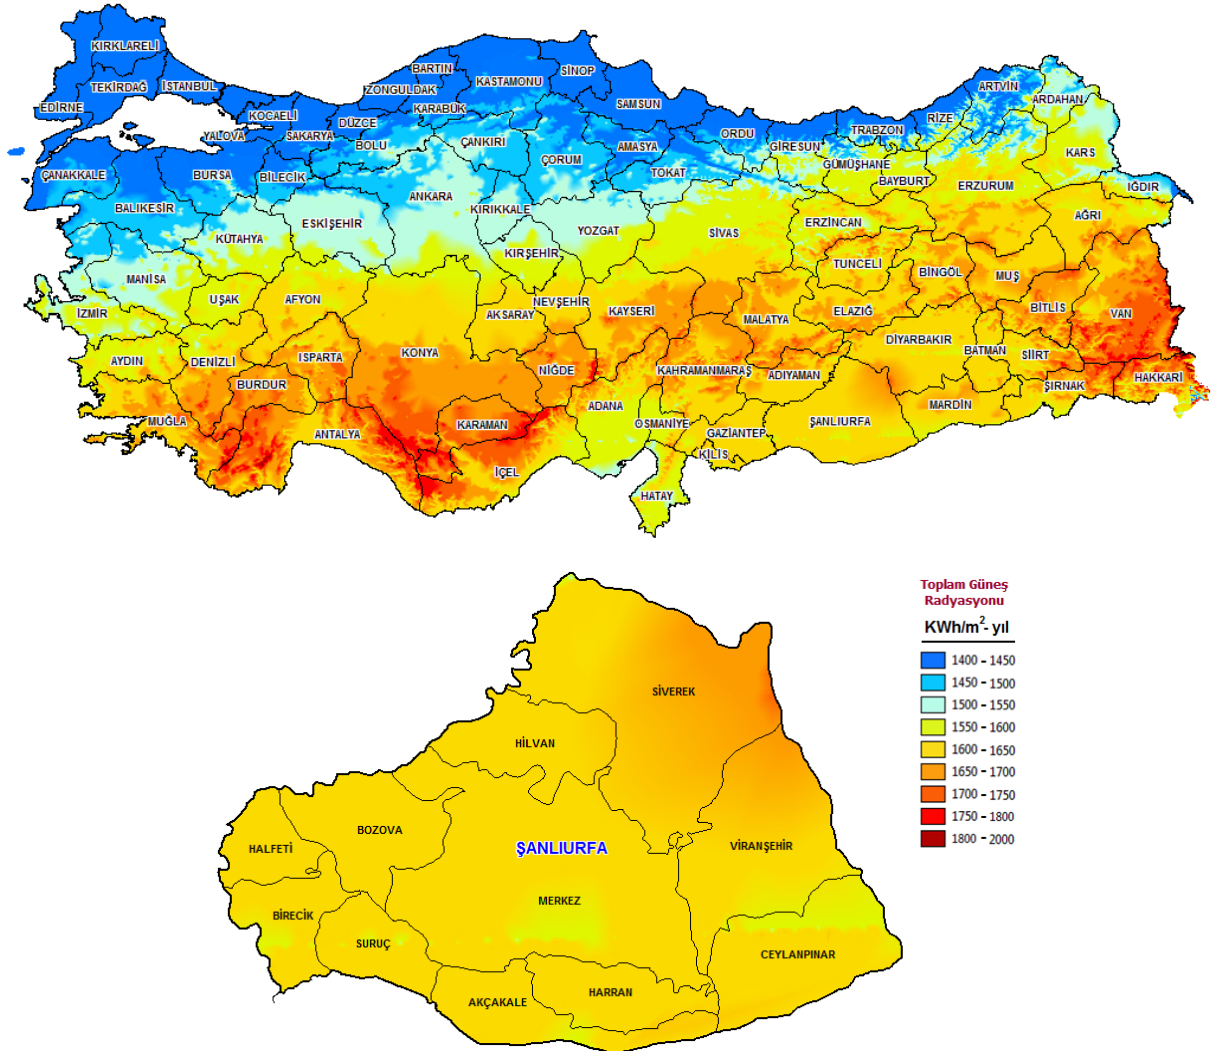 KIRKLARELİ
TEKİRDAĞ
İSTANBUL
EDİRNE
KOCAELİ
YALOVA
SAKARYA
DÜZCE
ZONGULDAK
BARTIN
KARABÜK
KASTAMONU
SİNOP
SAMSUN
BOLU
ÇANKIRI
ÇORUM
AMASYA
ORDU
TOKAT
GİRESUN
TRABZON
RİZE
ARTVİN
ARDAHAN
KARS
GÜMÜŞHANE
BAYBURT
ERZURUM
IĞDIR
AĞRI
ÇANAKKALE
BURSA
BİLECİK
BALIKESİR
KÜTAHYA
ESKİŞEHİR
ANKARA
KIRIKKALE
YOZGAT
KIRŞEHİR
SİVAS
ERZİNCAN
TUNCELİ
BİNGÖL
MUŞ
BİTLİS
VAN
MANİSA
İZMİR
UŞAK
AFYON
AKSARAY
NEVŞEHİR
KAYSERİ
MALATYA
ELAZIĞ
DİYARBAKIR
BATMAN
SİİRT
ŞIRNAK
HAKKARİ
AYDIN
DENİZLİ
ISPARTA
BURDUR
KONYA
NİĞDE
KAHRAMANMARAŞ
ADIYAMAN
MUĞLA
ANTALYA
KARAMAN
İÇEL
ADANA
OSMANİYE
GAZİANTEP
KİLİS
HATAY
ŞANLIURFA
MARDİN
SİVEREK
HİLVAN
BOZOVA
HALFETİ
ŞANLIURFA
VİRANŞEHİR
BİRECİK
SURUÇ
MERKEZ
CEYLANPINAR
AKÇAKALE
HARRAN
Toplam Güneş
Radyasyonu
KWh/m²- yıl
1400 - 1450
1450 - 1500
1500 - 1550
1550 - 1600
1600 - 1650
1650 - 1700
1700 - 1750
1750 - 1800
1800 - 2000